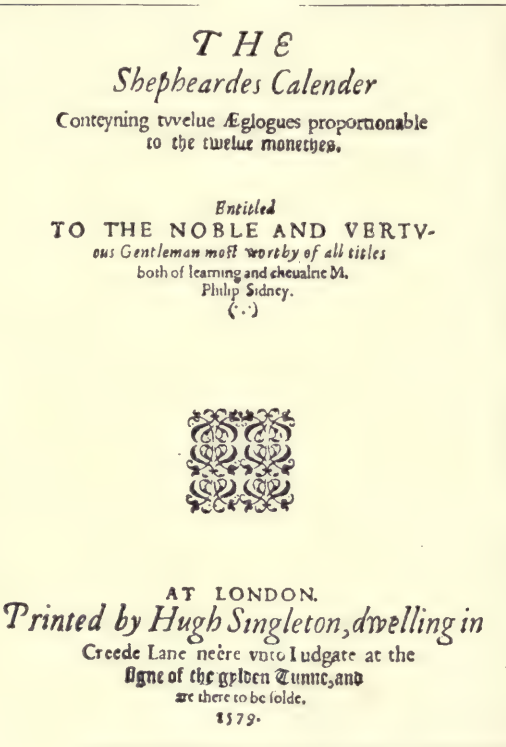 THE
Shepheardes Calender
Conteyning tvvelue Æglogues proportionable
to the twelue monethes.
Entitled
TO THE NOBLE AND VERTV-
ous Gentleman most worthy of all titles
both of learning and cheualrie M.
Philip Sidney.
(∴)
AT LONDON.
Printed by Hugh Singleton, dwelling in
Creede Lane neere vnto Ludgate at the
signe of the gylden Tunne, and
are there to be solde.
1579.